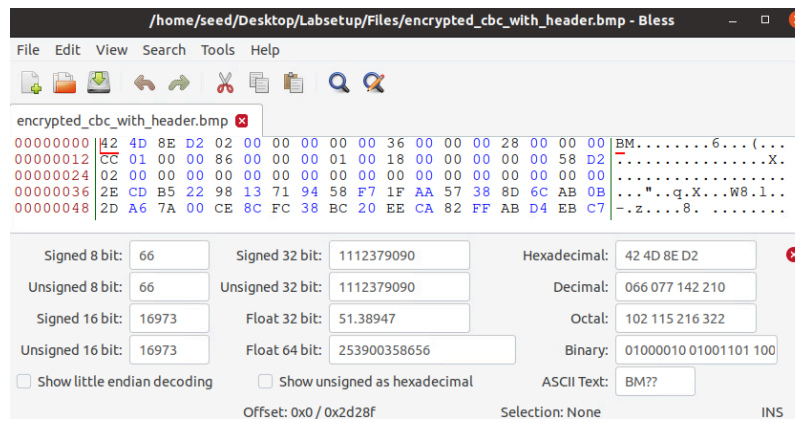 /home/seed/Desktop/Labsetup/Files/encrypted_cbc_with_header.bmp - Bless
File Edit View Search Tools Help
encrypted_cbc_with_header.bmp
00000000 42 4D 8E D2 02 00 00 00 00 00 36 00 00 00 28 00 00 00 BM........6...(...
00000012 CC 01 00 00 86 00 00 00 01 00 18 00 00 00 00 00 58 D2 ................X.
00000024 02 00 00 00 00 00 00 00 00 00 00 00 00 00 00 00 00 00 ..................
00000036 2E CD B5 22 98 13 71 94 58 F7 1F AA 57 38 8D 6C AB 0B ..."..q.X...W8.l..
00000048 2D A6 7A 00 CE 8C FC 38 BC 20 EE CA 82 FF AB D4 EB C7 -.z....8. ........
Signed 8 bit: 66 Signed 32 bit: 1112379090 Hexadecimal: 42 4D 8E D2
Unsigned 8 bit: 66 Unsigned 32 bit: 1112379090 Decimal: 066 077 142 210
Signed 16 bit: 16973 Float 32 bit: 51.38947 Octal: 102 115 216 322
Unsigned 16 bit: 16973 Float 64 bit: 253900358656 Binary: 01000010 01001101 100
Show little endian decoding Show unsigned as hexadecimal ASCII Text: BM??
Offset: 0x0 / 0x2d28f Selection: None INS